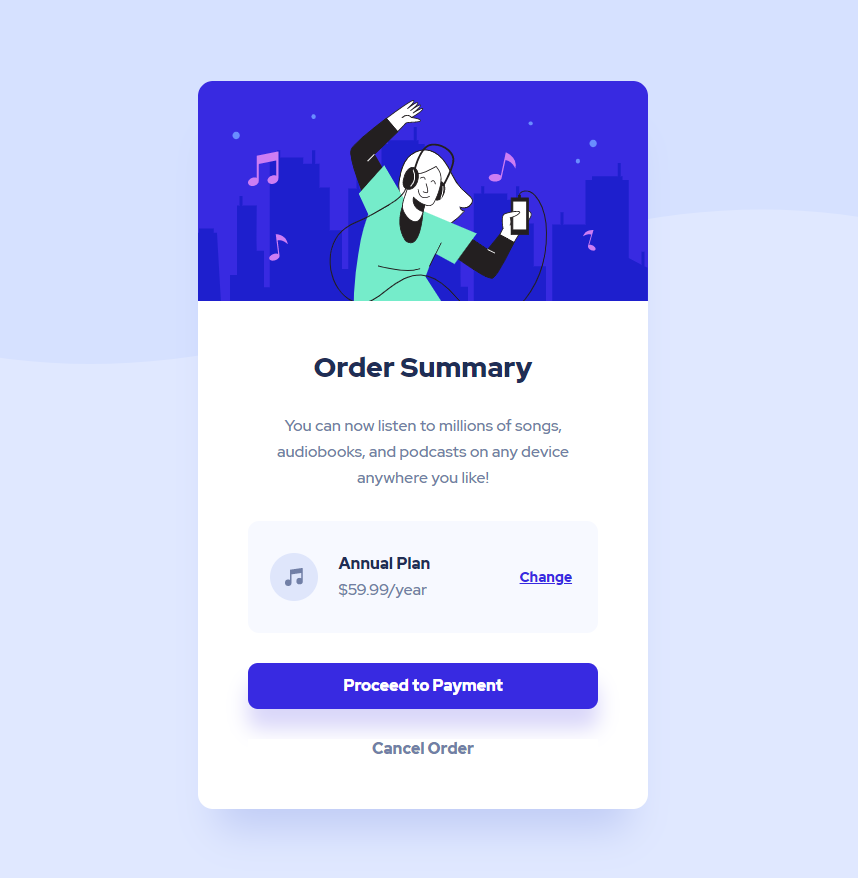 Order Summary
You can now listen to millions of songs,
audiobooks, and podcasts on any device
anywhere you like!
Annual Plan
$59.99/year
Change
Proceed to Payment
Cancel Order